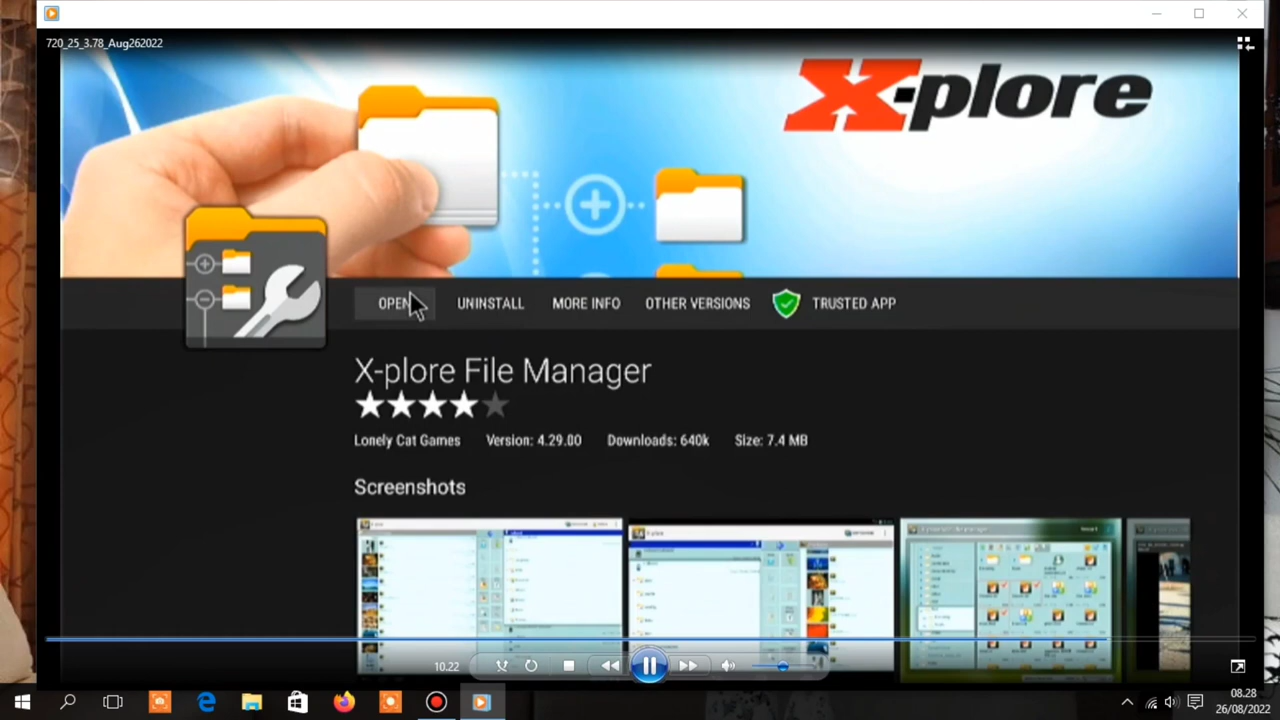 720_25_3.78_Aug262022
X-plore
OPEN UNINSTALL MORE INFO OTHER VERSIONS TRUSTED APP
X-plore File Manager
Lonely Cat Games Version: 4.29.00 Downloads: 640k Size: 7.4 MB
Screenshots
10.22
08.28
26/08/2022